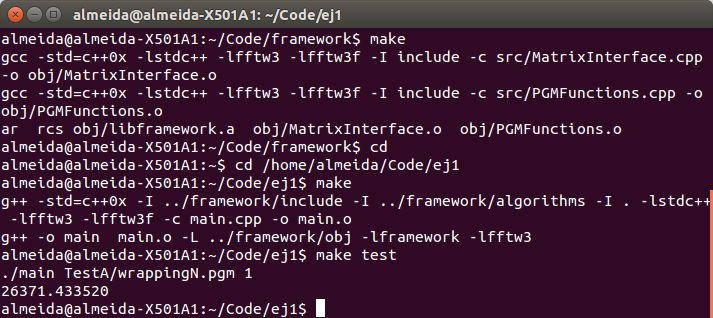 almeida@almeida-X501A1: ~/Code/ej1
almeida@almeida-X501A1:~/Code/framework$ make
gcc -std=c++0x -lstdc++ -lfftw3 -lfftw3f -I include -c src/MatrixInterface.cpp
-o obj/MatrixInterface.o
gcc -std=c++0x -lstdc++ -lfftw3 -lfftw3f -I include -c src/PGMFunctions.cpp -o
obj/PGMFunctions.o
ar  rcs obj/libframework.a  obj/MatrixInterface.o  obj/PGMFunctions.o
almeida@almeida-X501A1:~/Code/framework$ cd
almeida@almeida-X501A1:~$ cd /home/almeida/Code/ej1
almeida@almeida-X501A1:~/Code/ej1$ make
g++ -std=c++0x -I ../framework/include -I ../framework/algorithms -I . -lstdc++
 -lfftw3 -lfftw3f -c main.cpp -o main.o
g++ -o main  main.o -L ../framework/obj -lframework -lfftw3
almeida@almeida-X501A1:~/Code/ej1$ make test
./main TestA/wrappingN.pgm 1
26371.433520
almeida@almeida-X501A1:~/Code/ej1$